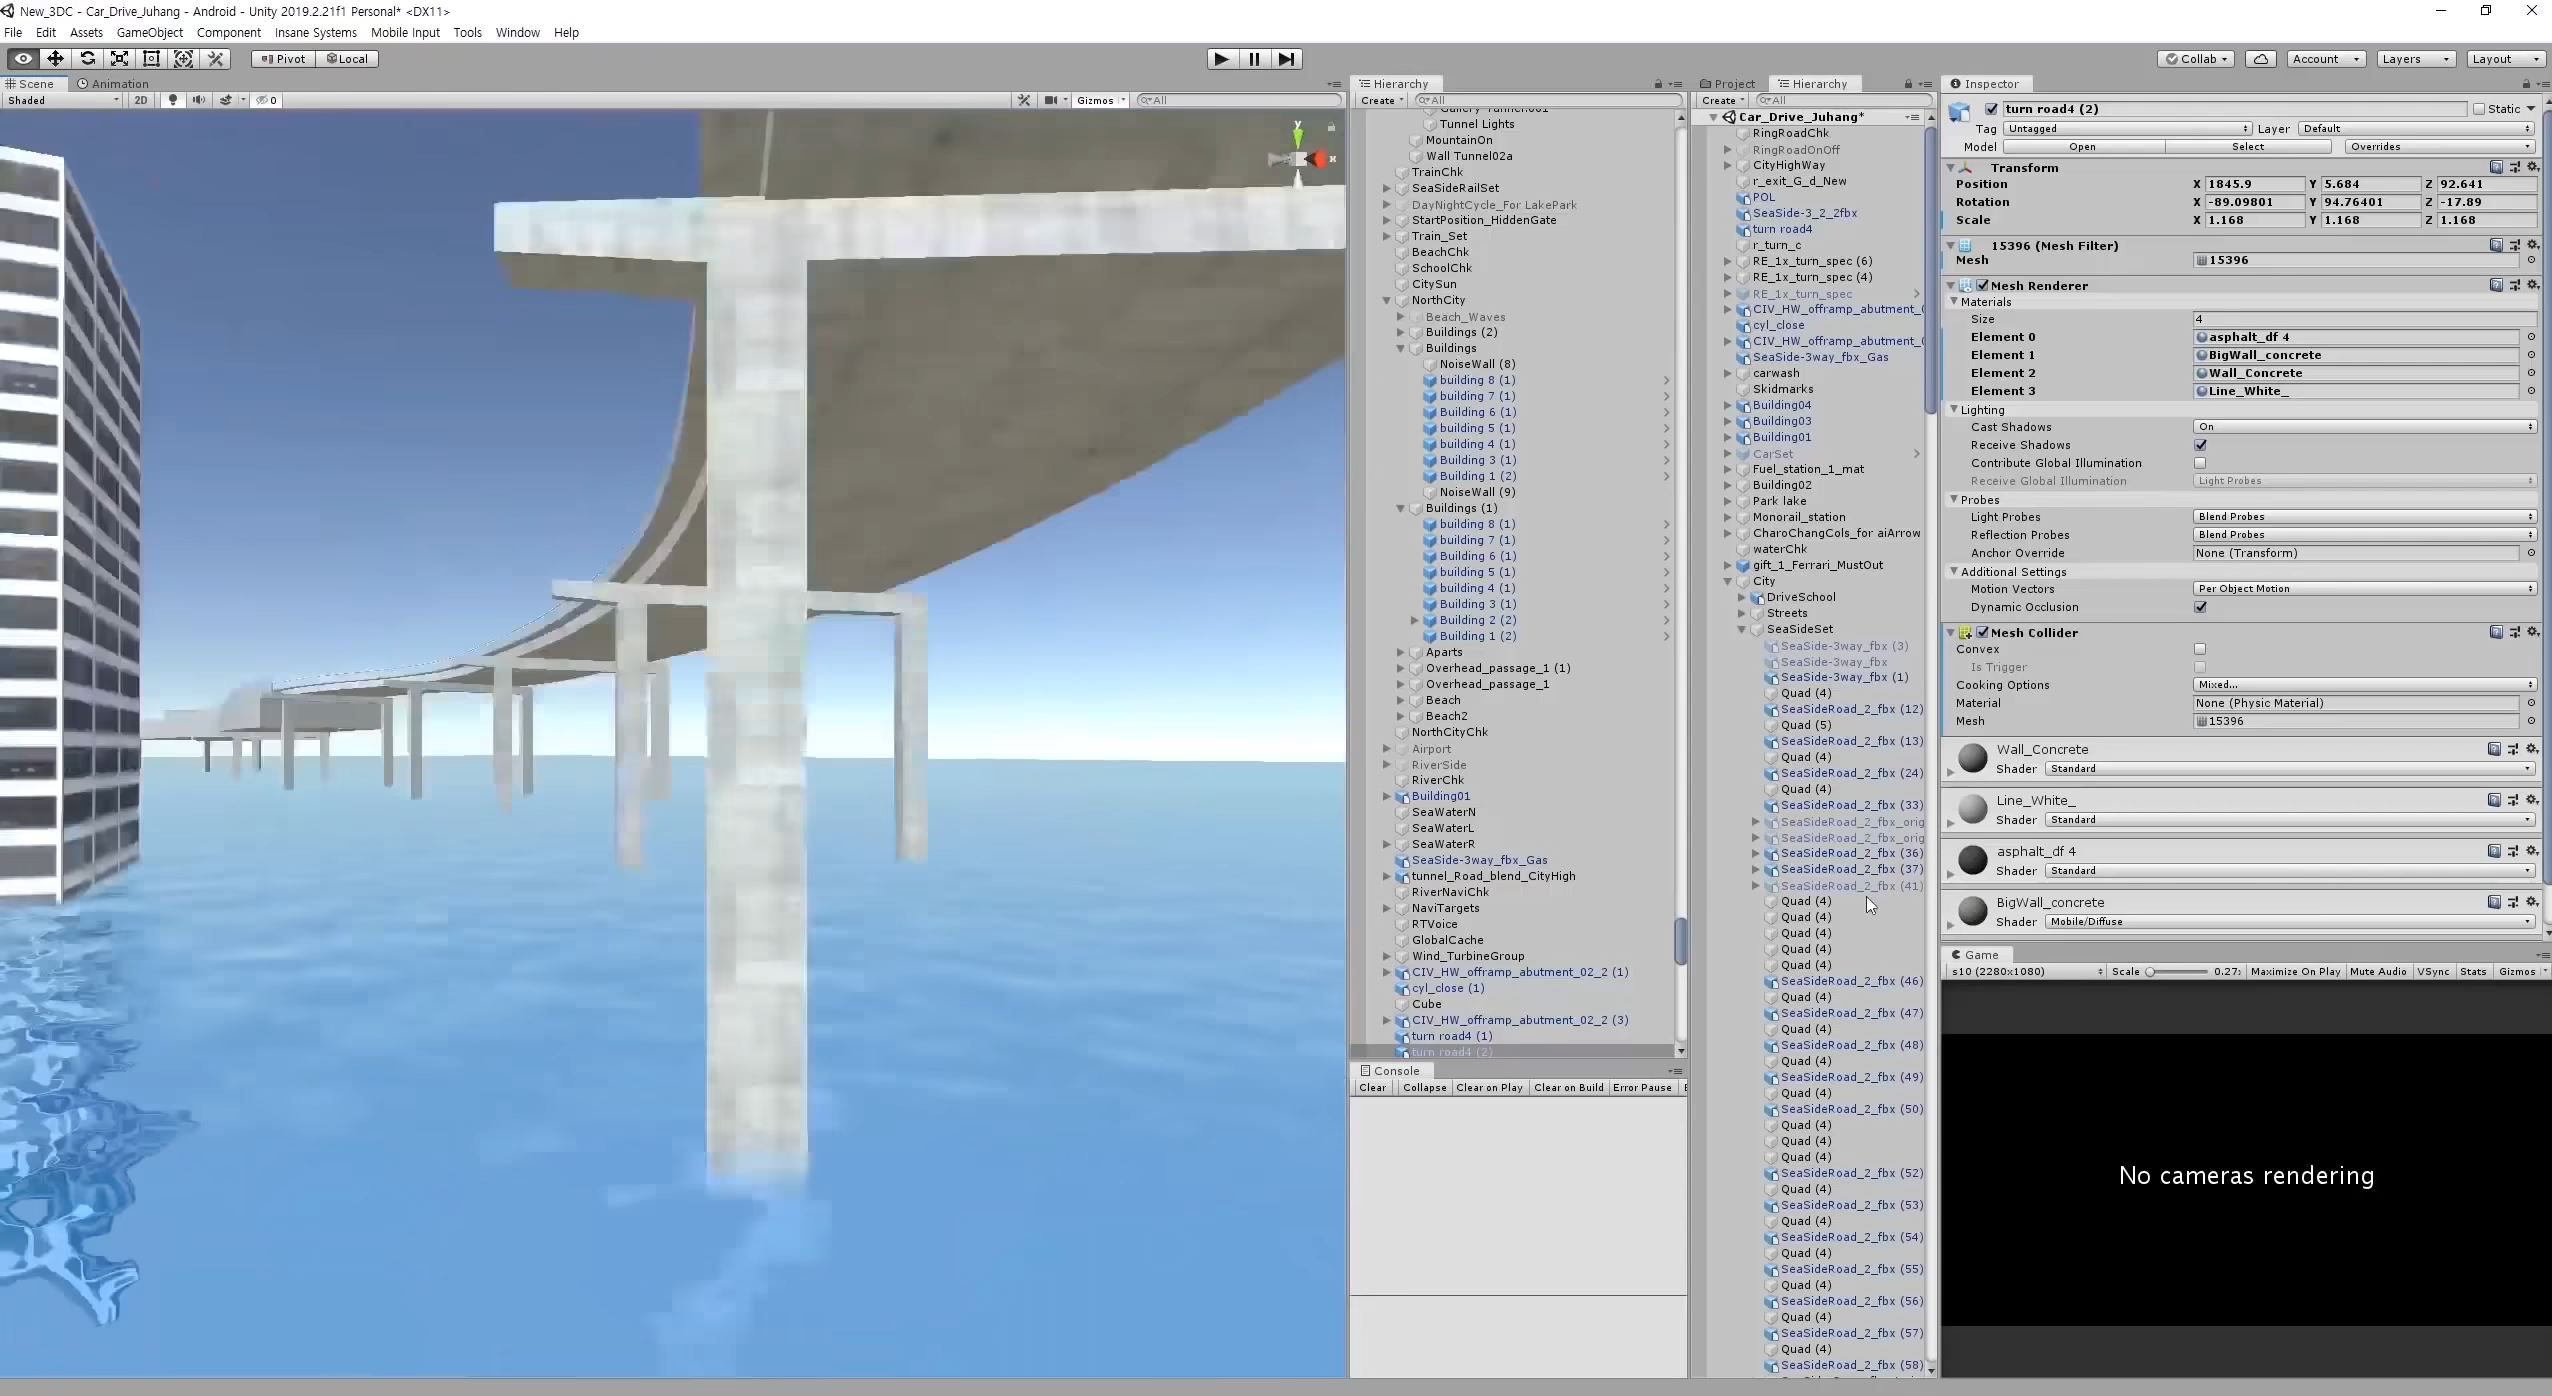 New_3DC - Car_Drive_Juhang - Android - Unity 2019.2.21f1 Personal* <DX11>
File Edit Assets GameObject Component Insane Systems Mobile Input Tools Window Help
Pivot Local Collab Account Layers Layout
Scene Animation
Shaded 2D 0 Gizmos All
y
x
Hierarchy
Create All
Tunnel Lights
MountainOn
Wall Tunnel02a
TrainChk
SeaSideRailSet
DayNightCycle_For LakePark
StartPosition_HiddenGate
Train_Set
BeachChk
SchoolChk
CitySun
NorthCity
Beach_Waves
Buildings (2)
Buildings
NoiseWall (8)
building 8 (1)
building 7 (1)
Building 6 (1)
building 5 (1)
building 4 (1)
Building 3 (1)
Building 1 (2)
NoiseWall (9)
Buildings (1)
building 8 (1)
building 7 (1)
Building 6 (1)
building 5 (1)
building 4 (1)
Building 3 (1)
Building 2 (2)
Building 1 (2)
Aparts
Overhead_passage_1 (1)
Overhead_passage_1
Beach
Beach2
NorthCityChk
Airport
RiverSide
RiverChk
Building01
SeaWaterN
SeaWaterL
SeaWaterR
SeaSide-3way_fbx_Gas
tunnel_Road_blend_CityHigh
RiverNaviChk
NaviTargets
RTVoice
GlobalCache
Wind_TurbineGroup
CIV_HW_offramp_abutment_02_2 (1)
cyl_close (1)
Cube
CIV_HW_offramp_abutment_02_2 (3)
turn road4 (1)
turn road4 (2)
Console
Clear Collapse Clear on Play Clear on Build Error Pause
Project Hierarchy
Create All
Car_Drive_Juhang*
RingRoadChk
RingRoadOnOff
CityHighWay
r_exit_G_d_New
POL
SeaSide-3_2_2fbx
turn road4
r_turn_c
RE_1x_turn_spec (6)
RE_1x_turn_spec (4)
RE_1x_turn_spec
CIV_HW_offramp_abutment_
cyl_close
CIV_HW_offramp_abutment_
SeaSide-3way_fbx_Gas
carwash
Skidmarks
Building04
Building03
Building01
CarSet
Fuel_station_1_mat
Building02
Park lake
Monorail_station
CharoChangCols_for aiArrow
waterChk
gift_1_Ferrari_MustOut
City
DriveSchool
Streets
SeaSideSet
SeaSide-3way_fbx (3)
SeaSide-3way_fbx
SeaSide-3way_fbx (1)
Quad (4)
SeaSideRoad_2_fbx (12)
Quad (5)
SeaSideRoad_2_fbx (13)
Quad (4)
SeaSideRoad_2_fbx (24)
Quad (4)
SeaSideRoad_2_fbx (33)
SeaSideRoad_2_fbx_orig
SeaSideRoad_2_fbx_orig
SeaSideRoad_2_fbx (36)
SeaSideRoad_2_fbx (37)
SeaSideRoad_2_fbx (41)
Quad (4)
Quad (4)
Quad (4)
Quad (4)
Quad (4)
SeaSideRoad_2_fbx (46)
Quad (4)
SeaSideRoad_2_fbx (47)
Quad (4)
SeaSideRoad_2_fbx (48)
Quad (4)
SeaSideRoad_2_fbx (49)
Quad (4)
SeaSideRoad_2_fbx (50)
Quad (4)
Quad (4)
Quad (4)
SeaSideRoad_2_fbx (52)
Quad (4)
SeaSideRoad_2_fbx (53)
Quad (4)
SeaSideRoad_2_fbx (54)
Quad (4)
SeaSideRoad_2_fbx (55)
Quad (4)
SeaSideRoad_2_fbx (56)
Quad (4)
SeaSideRoad_2_fbx (57)
Quad (4)
SeaSideRoad_2_fbx (58)
Inspector
turn road4 (2) Static
Tag Untagged Layer Default
Model Open Select Overrides
Transform
Position X 1845.9 Y 5.684 Z 92.641
Rotation X -89.09801 Y 94.76401 Z -17.89
Scale X 1.168 Y 1.168 Z 1.168
15396 (Mesh Filter)
Mesh 15396
Mesh Renderer
Materials
Size 4
Element 0 asphalt_df 4
Element 1 BigWall_concrete
Element 2 Wall_Concrete
Element 3 Line_White_
Lighting
Cast Shadows On
Receive Shadows
Contribute Global Illumination
Receive Global Illumination Light Probes
Probes
Light Probes Blend Probes
Reflection Probes Blend Probes
Anchor Override None (Transform)
Additional Settings
Motion Vectors Per Object Motion
Dynamic Occlusion
Mesh Collider
Convex
Is Trigger
Cooking Options Mixed...
Material None (Physic Material)
Mesh 15396
Wall_Concrete
Shader Standard
Line_White_
Shader Standard
asphalt_df 4
Shader Standard
BigWall_concrete
Shader Mobile/Diffuse
Game
s10 (2280x1080) Scale 0.27 Maximize On Play Mute Audio VSync Stats Gizmos
No cameras rendering